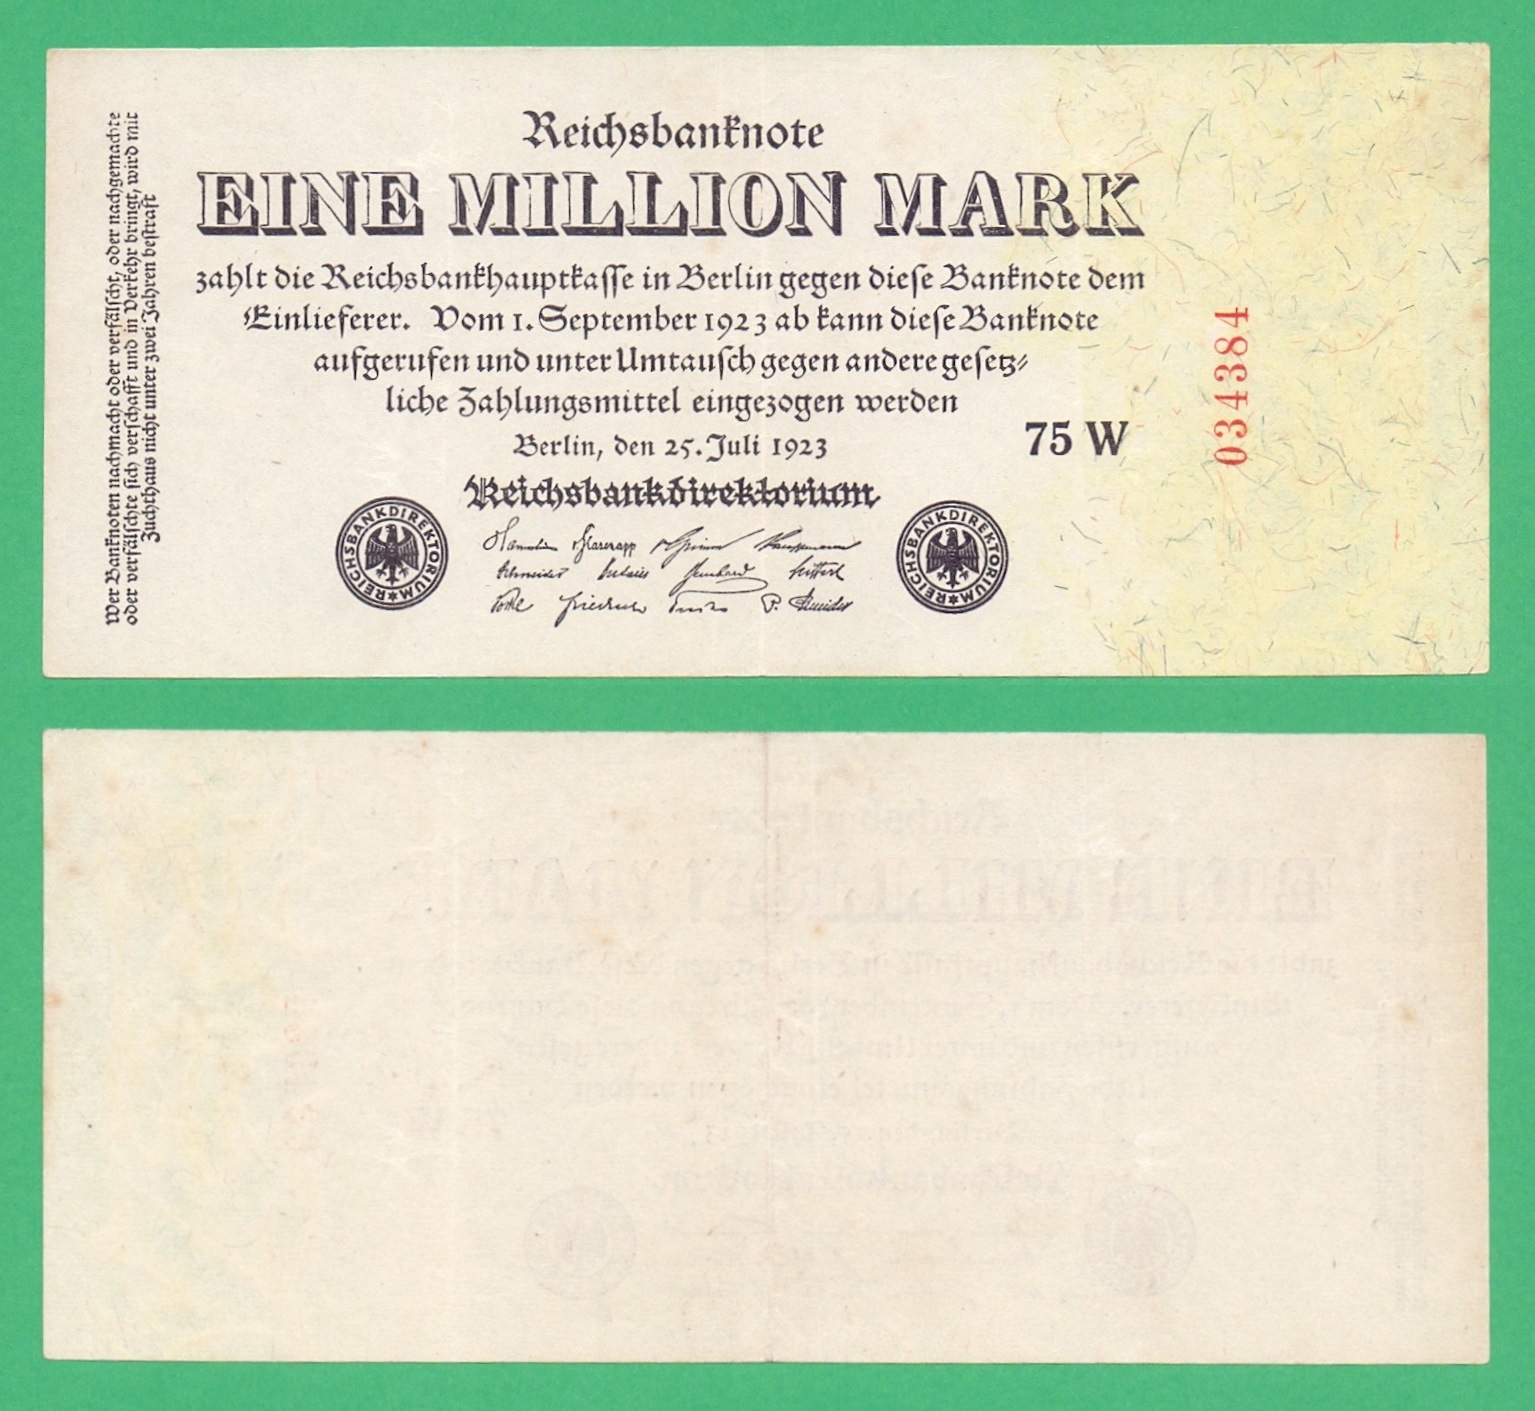 Reichsbanknote
EINE MILLION MARK
zahlt die Reichsbankhauptkasse in Berlin gegen diese Banknote dem
Einlieferer. Vom 1. September 1923 ab kann diese Banknote
aufgerufen und unter Umtausch gegen andere gesetz-
liche Zahlungsmittel eingezogen werden
Berlin, den 25. Juli 1923
75 W
Reichsbankdirektorium
REICHSBANKDIREKTORIUM
REICHSBANKDIREKTORIUM
034384
Wer Banknoten nachmacht oder verfälscht, oder nachgemachte
oder verfälschte sich verschafft und in Verkehr bringt, wird mit
Zuchthaus nicht unter zwei Jahren bestraft